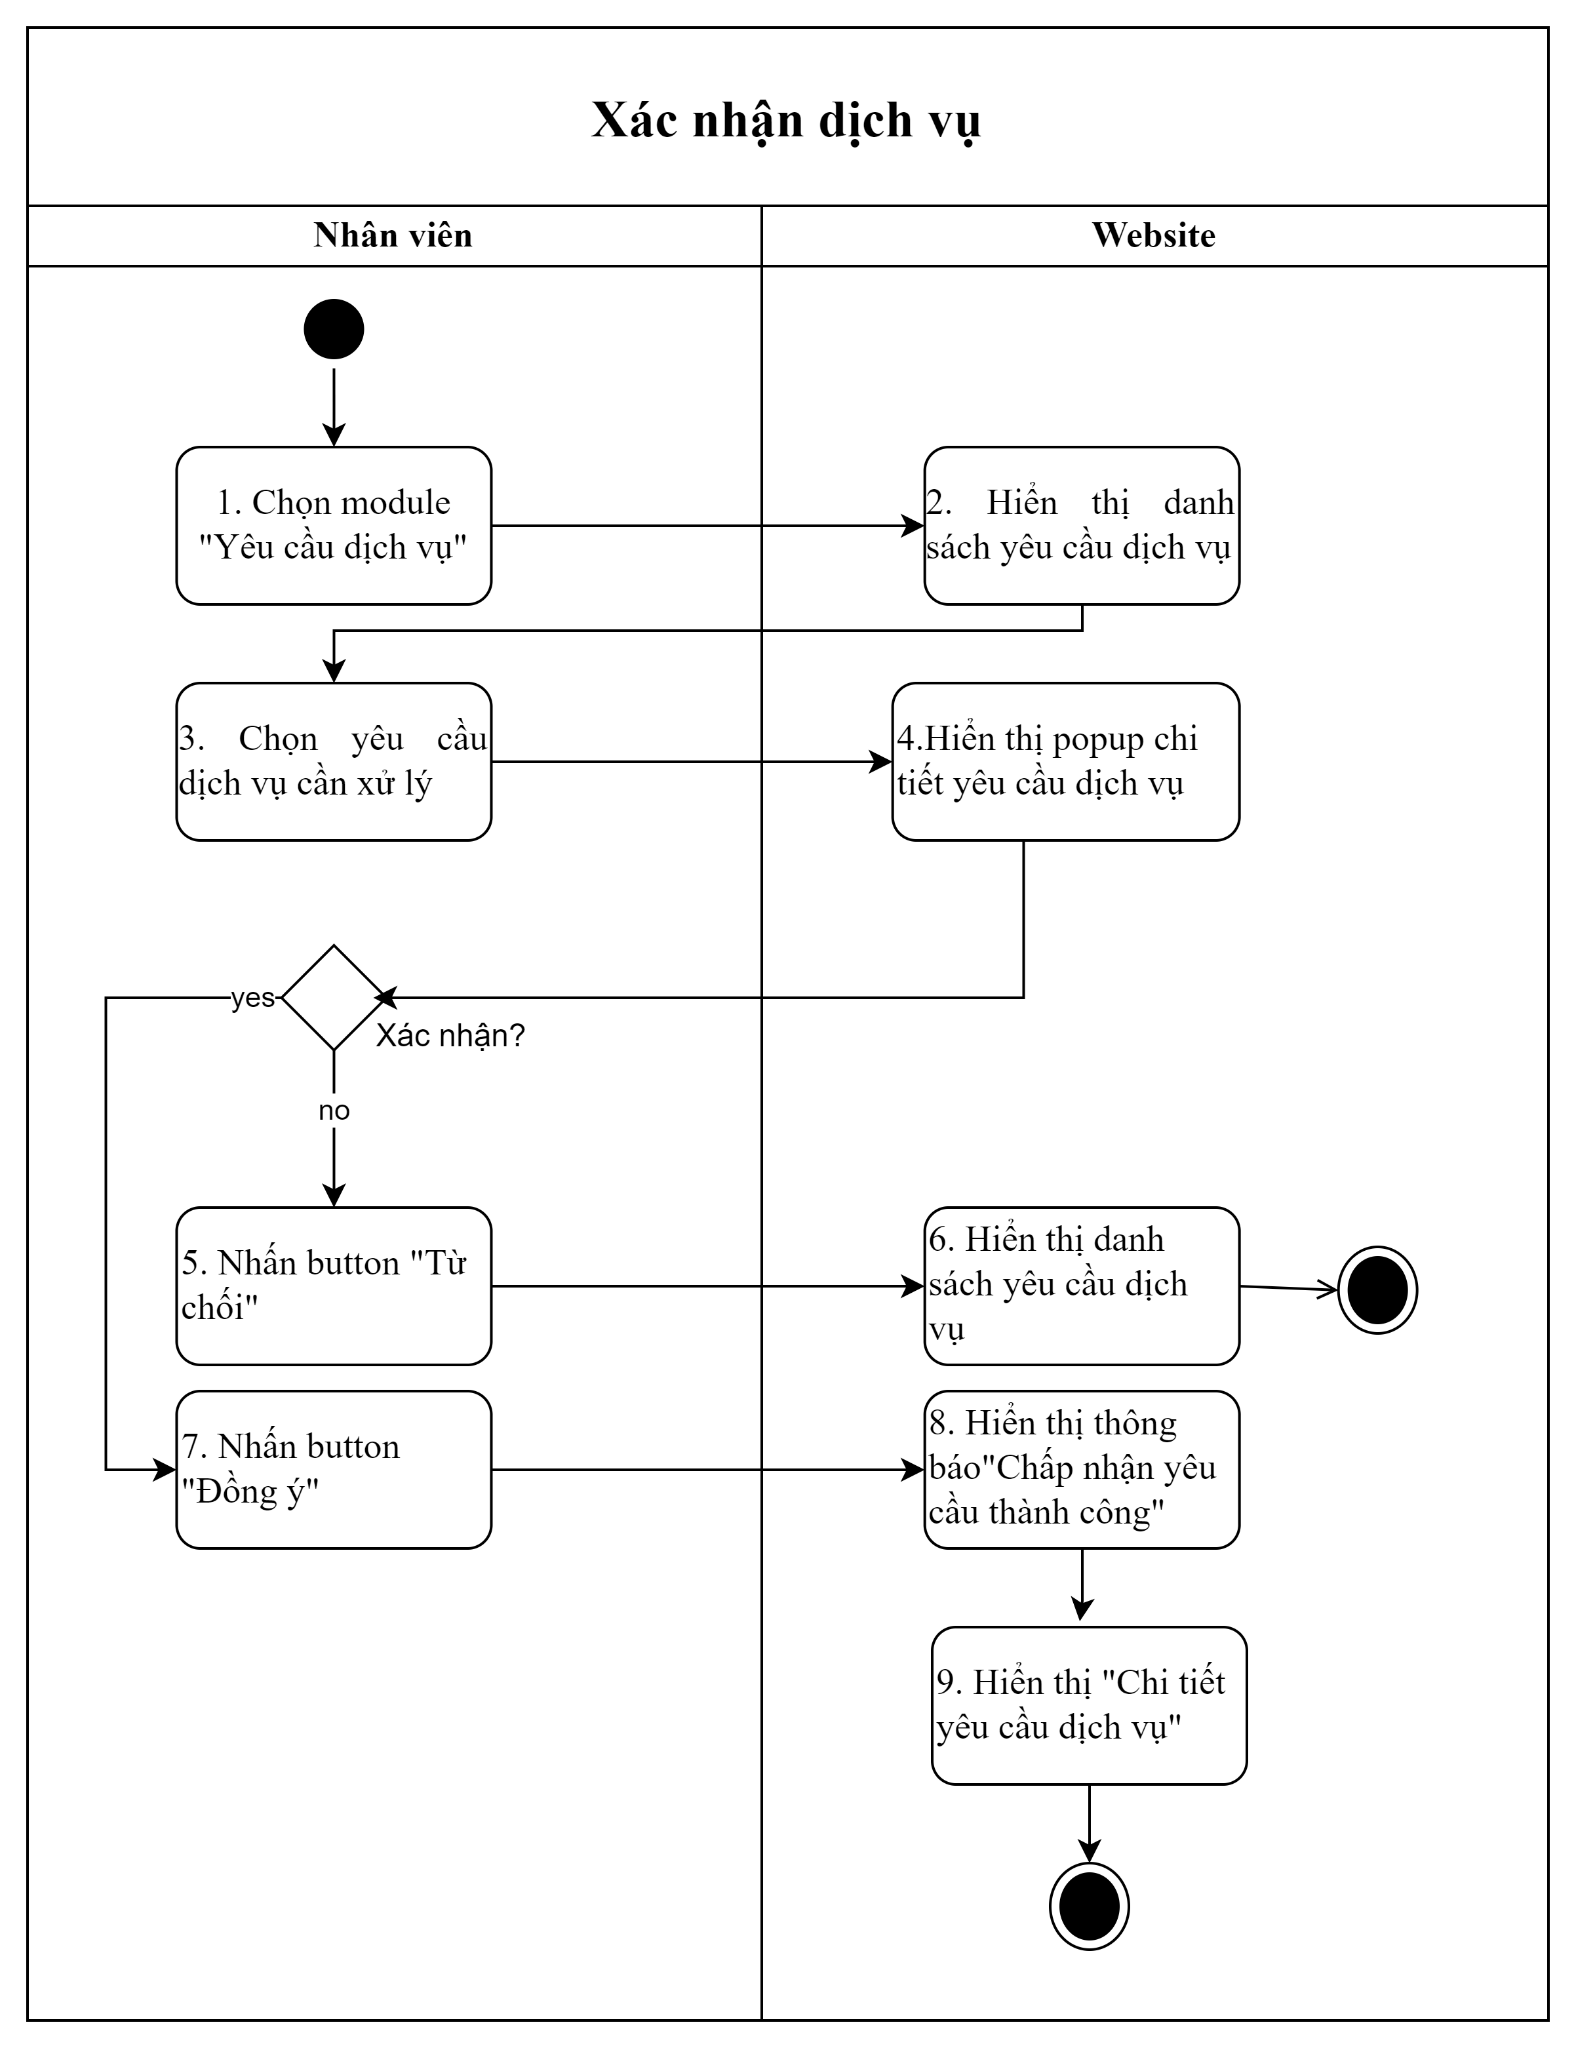 Xác nhận dịch vụ
Nhân viên
Website
1. Chọn module
"Yêu cầu dịch vụ"
2. Hiển thị danh
sách yêu cầu dịch vụ
3. Chọn yêu cầu
dịch vụ cần xử lý
4.Hiển thị popup chi
tiết yêu cầu dịch vụ
yes
Xác nhận?
no
5. Nhấn button "Từ
chối"
6. Hiển thị danh
sách yêu cầu dịch
vụ
7. Nhấn button
"Đồng ý"
8. Hiển thị thông
báo"Chấp nhận yêu
cầu thành công"
9. Hiển thị "Chi tiết
yêu cầu dịch vụ"